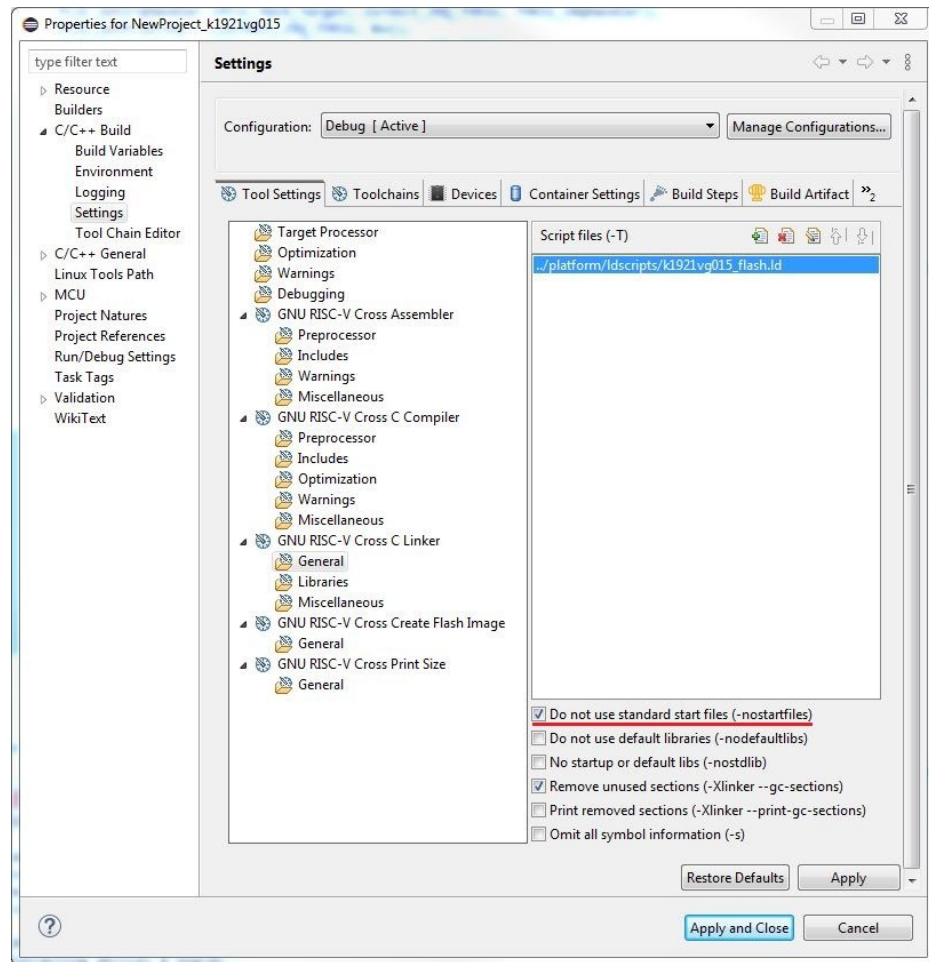 Properties for NewProject_k1921vg015
type filter text
Resource
Builders
C/C++ Build
Build Variables
Environment
Logging
Settings
Tool Chain Editor
C/C++ General
Linux Tools Path
MCU
Project Natures
Project References
Run/Debug Settings
Task Tags
Validation
WikiText
Settings
Configuration: Debug [ Active ] Manage Configurations...
Tool Settings Toolchains Devices Container Settings Build Steps Build Artifact »2
Target Processor
Optimization
Warnings
Debugging
GNU RISC-V Cross Assembler
Preprocessor
Includes
Warnings
Miscellaneous
GNU RISC-V Cross C Compiler
Preprocessor
Includes
Optimization
Warnings
Miscellaneous
GNU RISC-V Cross C Linker
General
Libraries
Miscellaneous
GNU RISC-V Cross Create Flash Image
General
GNU RISC-V Cross Print Size
General
Script files (-T)
../platform/ldscripts/k1921vg015_flash.ld
Do not use standard start files (-nostartfiles)
Do not use default libraries (-nodefaultlibs)
No startup or default libs (-nostdlib)
Remove unused sections (-Xlinker --gc-sections)
Print removed sections (-Xlinker --print-gc-sections)
Omit all symbol information (-s)
Restore Defaults Apply
? Apply and Close Cancel